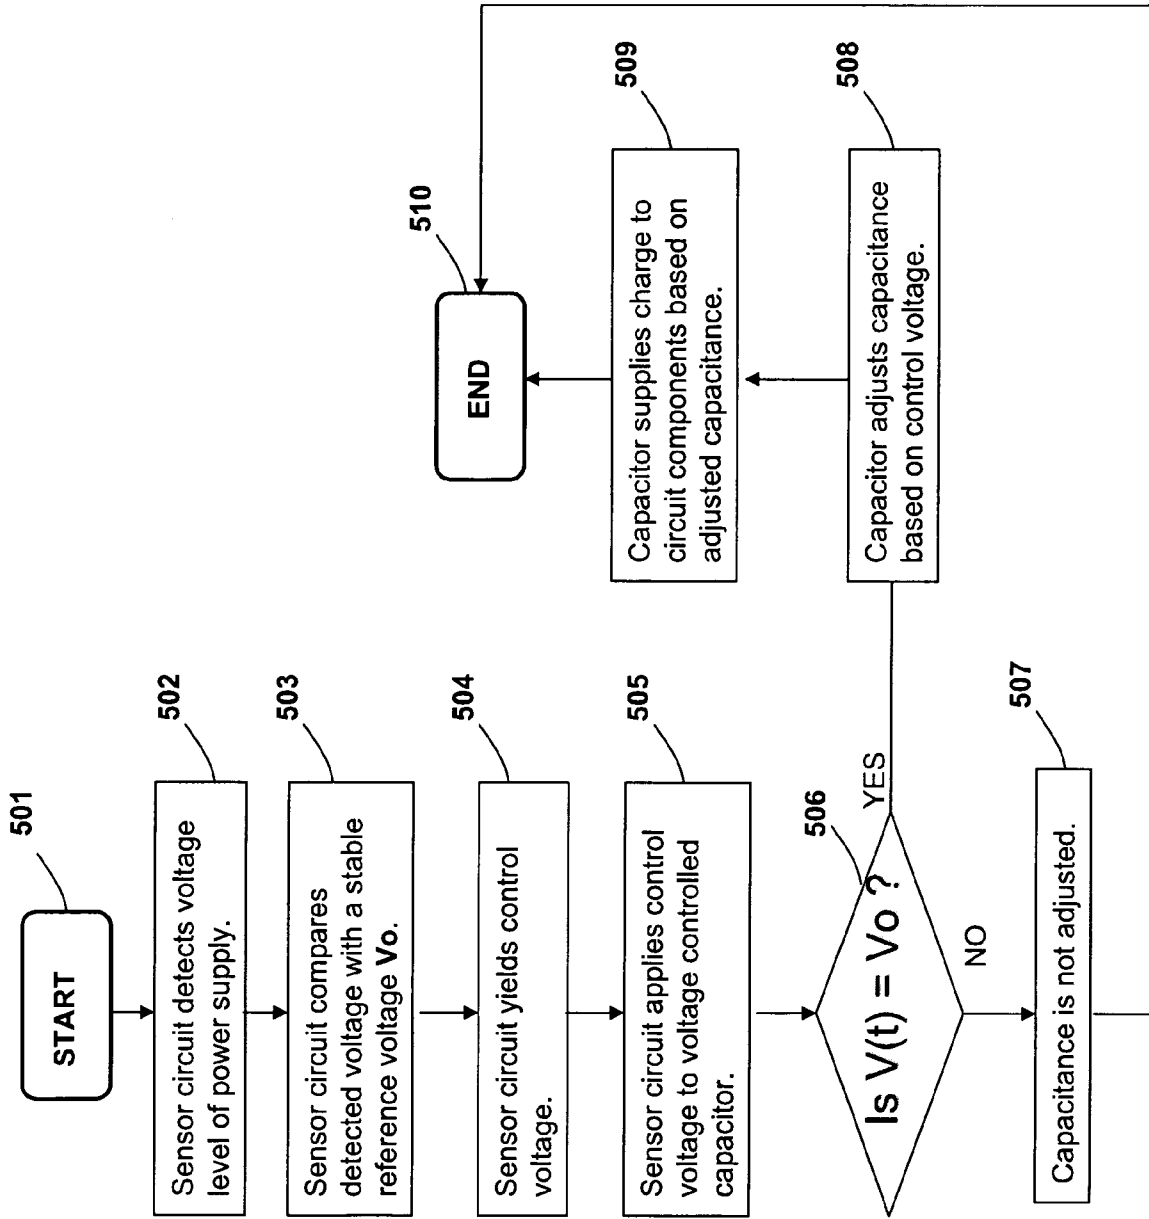 START
501
Sensor circuit detects voltage
level of power supply.
502
Sensor circuit compares
detected voltage with a stable
reference voltage Vo.
503
Sensor circuit yields control
voltage.
504
Sensor circuit applies control
voltage to voltage controlled
capacitor.
505
Is V(t) = Vo ?
506
YES
NO
Capacitance is not adjusted.
507
Capacitor adjusts capacitance
based on control voltage.
508
Capacitor supplies charge to
circuit components based on
adjusted capacitance.
509
END
510